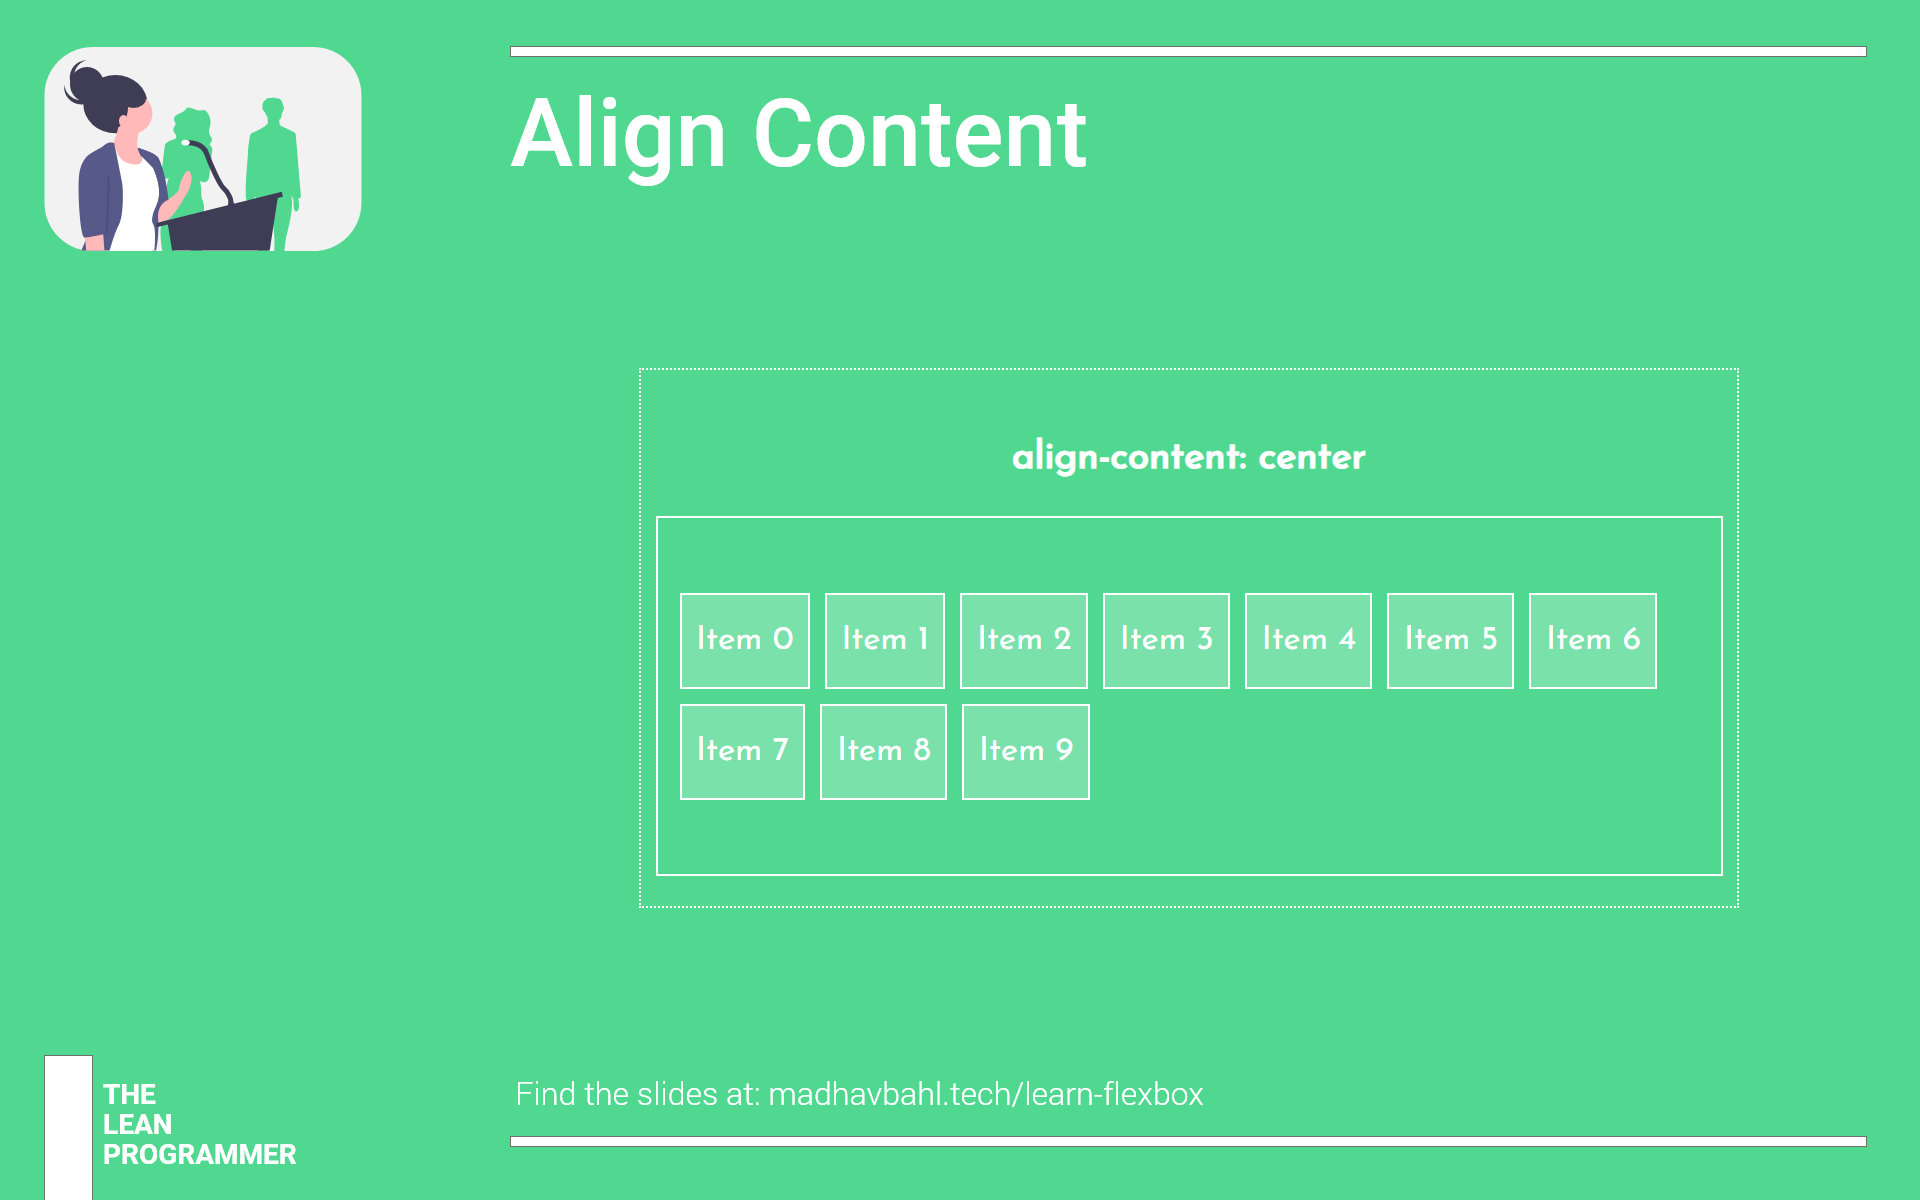 Align Content
align-content: center
Item 0 Item 1 Item 2 Item 3 Item 4 Item 5 Item 6
Item 7 Item 8 Item 9
THE
LEAN
PROGRAMMER
Find the slides at: madhavbahl.tech/learn-flexbox